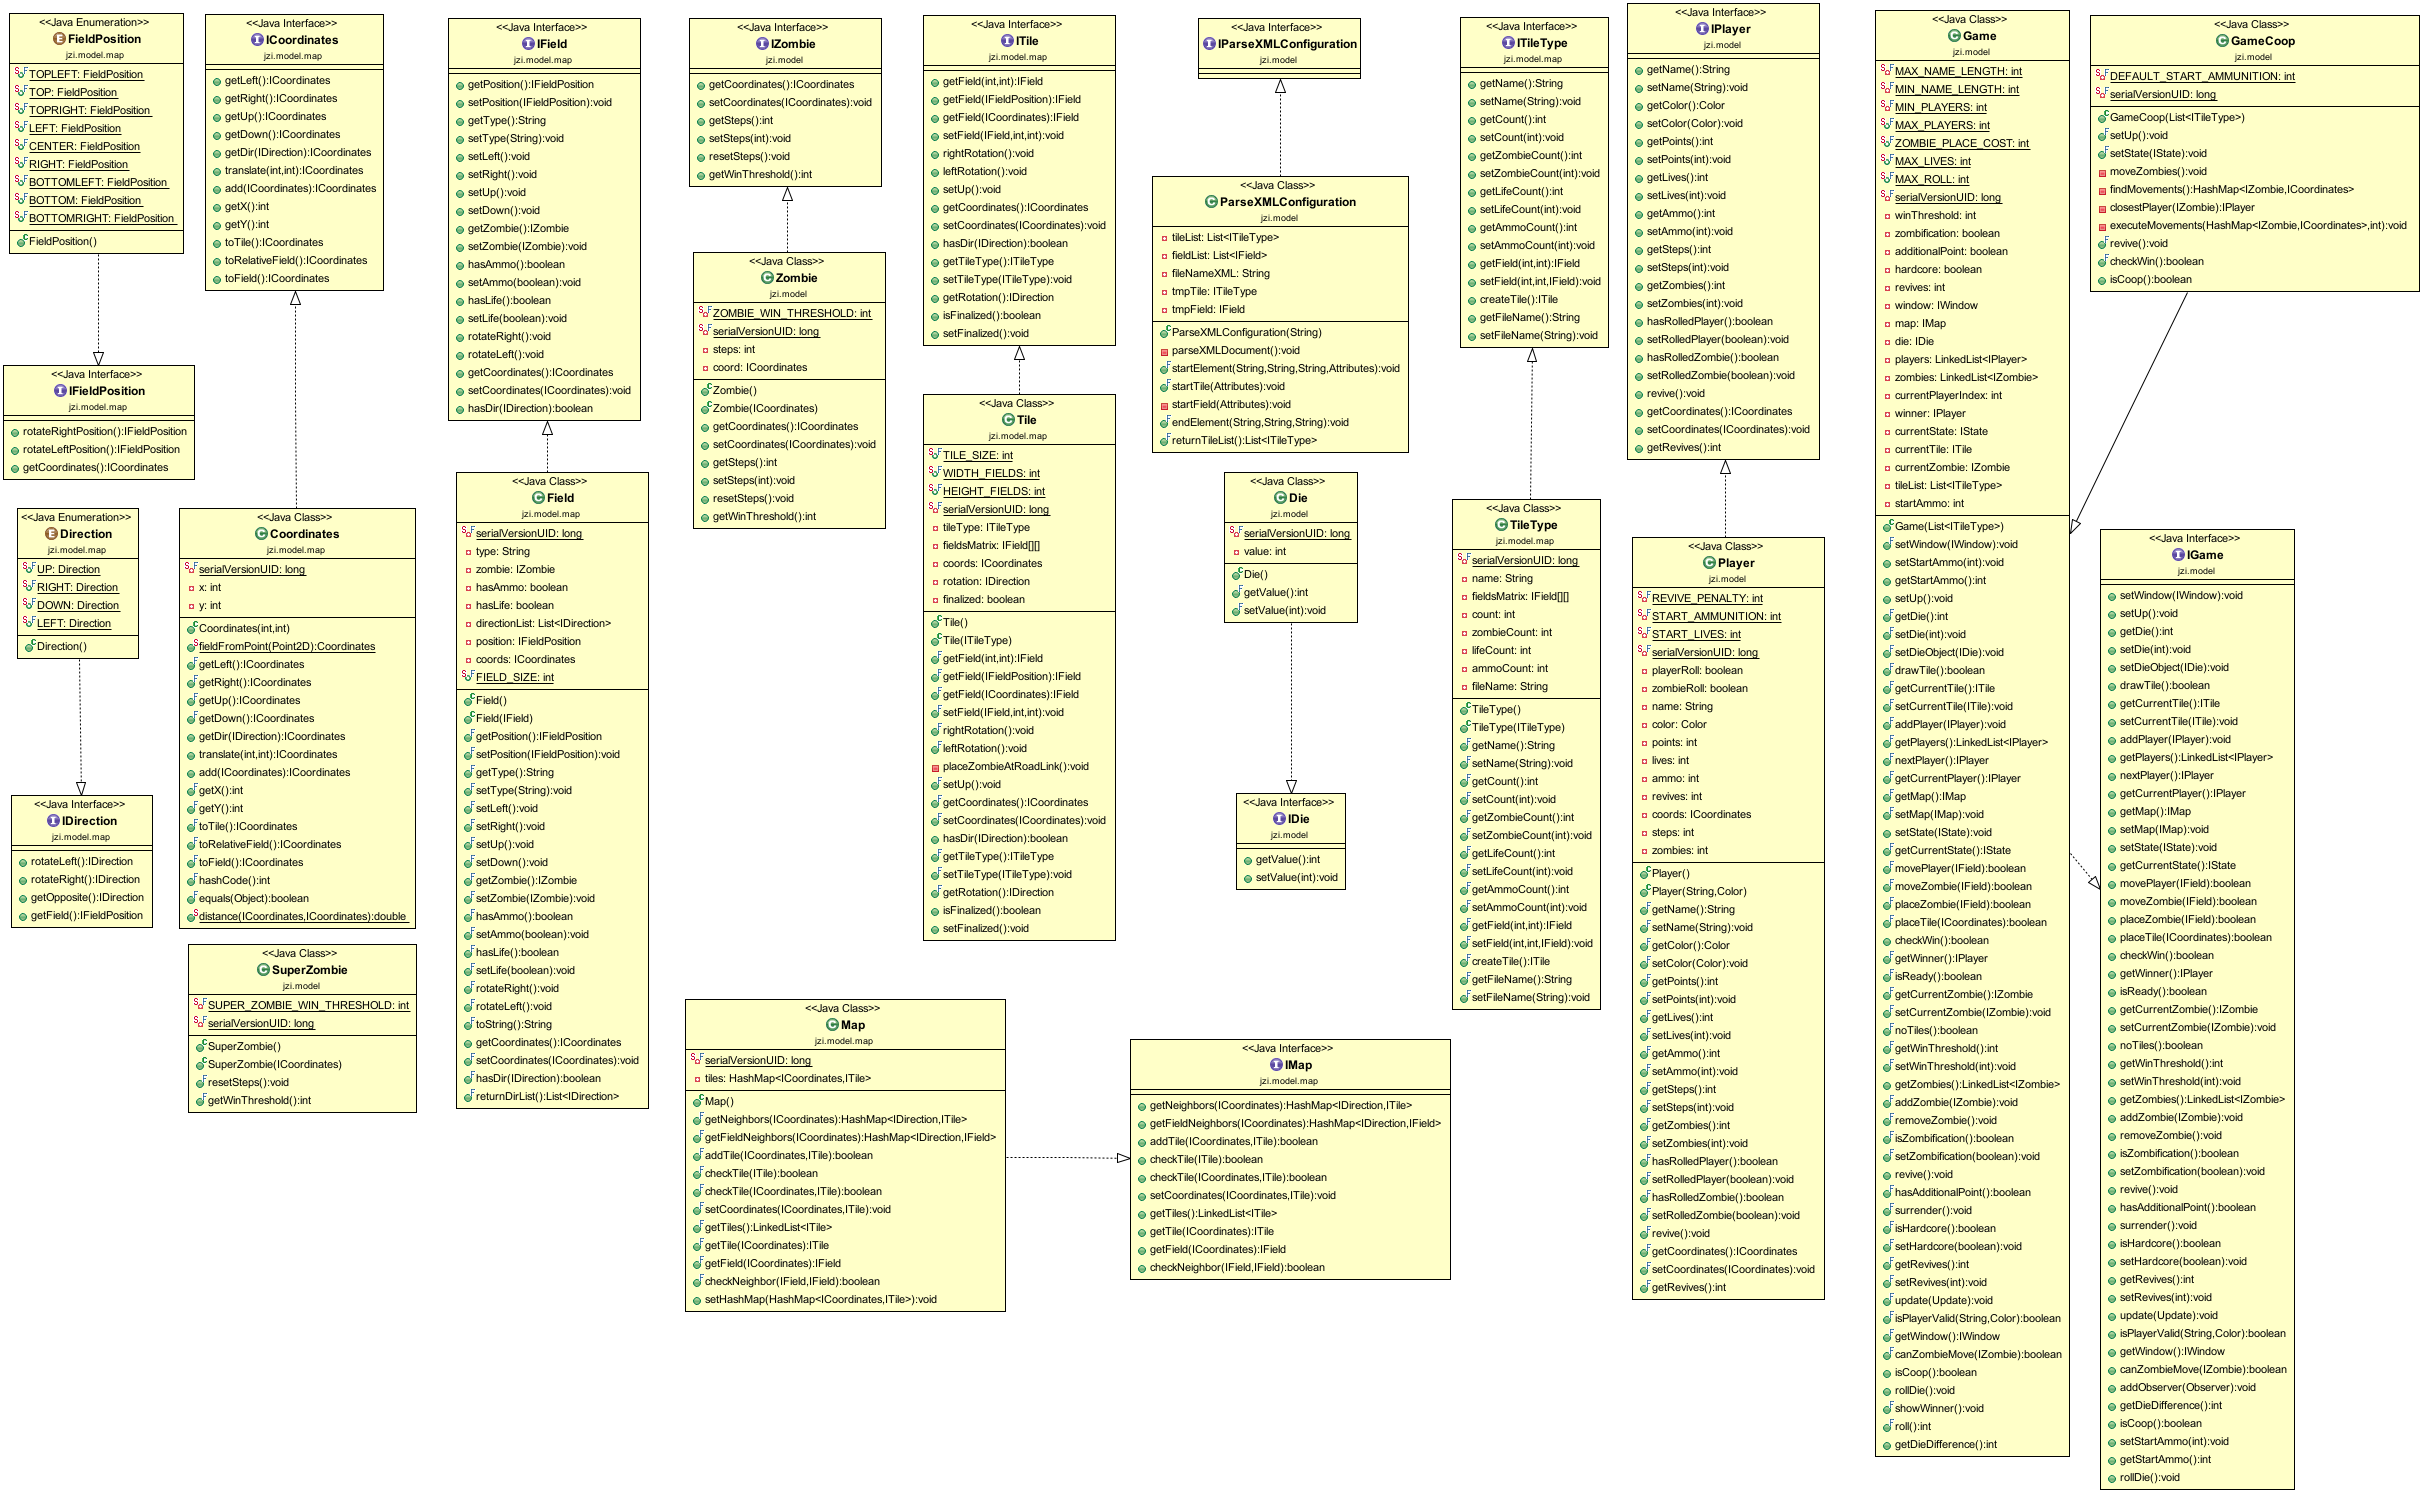 <<Java Enumeration>>
FieldPosition
jzi.model.map
TOPLEFT: FieldPosition
TOP: FieldPosition
TOPRIGHT: FieldPosition
LEFT: FieldPosition
CENTER: FieldPosition
RIGHT: FieldPosition
BOTTOMLEFT: FieldPosition
BOTTOM: FieldPosition
BOTTOMRIGHT: FieldPosition
FieldPosition()
<<Java Interface>>
IFieldPosition
jzi.model.map
rotateRightPosition():IFieldPosition
rotateLeftPosition():IFieldPosition
getCoordinates():ICoordinates
<<Java Enumeration>>
Direction
jzi.model.map
UP: Direction
RIGHT: Direction
DOWN: Direction
LEFT: Direction
Direction()
<<Java Interface>>
IDirection
jzi.model.map
rotateLeft():IDirection
rotateRight():IDirection
getOpposite():IDirection
getField():IFieldPosition
<<Java Interface>>
ICoordinates
jzi.model.map
getLeft():ICoordinates
getRight():ICoordinates
getUp():ICoordinates
getDown():ICoordinates
getDir(IDirection):ICoordinates
translate(int,int):ICoordinates
add(ICoordinates):ICoordinates
getX():int
getY():int
toTile():ICoordinates
toRelativeField():ICoordinates
toField():ICoordinates
<<Java Class>>
Coordinates
jzi.model.map
serialVersionUID: long
x: int
y: int
Coordinates(int,int)
fieldFromPoint(Point2D):Coordinates
getLeft():ICoordinates
getRight():ICoordinates
getUp():ICoordinates
getDown():ICoordinates
getDir(IDirection):ICoordinates
translate(int,int):ICoordinates
add(ICoordinates):ICoordinates
getX():int
getY():int
toTile():ICoordinates
toRelativeField():ICoordinates
toField():ICoordinates
hashCode():int
equals(Object):boolean
distance(ICoordinates,ICoordinates):double
<<Java Class>>
SuperZombie
jzi.model
SUPER_ZOMBIE_WIN_THRESHOLD: int
serialVersionUID: long
SuperZombie()
SuperZombie(ICoordinates)
resetSteps():void
getWinThreshold():int
<<Java Interface>>
IField
jzi.model.map
getPosition():IFieldPosition
setPosition(IFieldPosition):void
getType():String
setType(String):void
setLeft():void
setRight():void
setUp():void
setDown():void
getZombie():IZombie
setZombie(IZombie):void
hasAmmo():boolean
setAmmo(boolean):void
hasLife():boolean
setLife(boolean):void
rotateRight():void
rotateLeft():void
getCoordinates():ICoordinates
setCoordinates(ICoordinates):void
hasDir(IDirection):boolean
<<Java Class>>
Field
jzi.model.map
serialVersionUID: long
type: String
zombie: IZombie
hasAmmo: boolean
hasLife: boolean
directionList: List<IDirection>
position: IFieldPosition
coords: ICoordinates
FIELD_SIZE: int
Field()
Field(IField)
getPosition():IFieldPosition
setPosition(IFieldPosition):void
getType():String
setType(String):void
setLeft():void
setRight():void
setUp():void
setDown():void
getZombie():IZombie
setZombie(IZombie):void
hasAmmo():boolean
setAmmo(boolean):void
hasLife():boolean
setLife(boolean):void
rotateRight():void
rotateLeft():void
toString():String
getCoordinates():ICoordinates
setCoordinates(ICoordinates):void
hasDir(IDirection):boolean
returnDirList():List<IDirection>
<<Java Interface>>
IZombie
jzi.model
getCoordinates():ICoordinates
setCoordinates(ICoordinates):void
getSteps():int
setSteps(int):void
resetSteps():void
getWinThreshold():int
<<Java Class>>
Zombie
jzi.model
ZOMBIE_WIN_THRESHOLD: int
serialVersionUID: long
steps: int
coord: ICoordinates
Zombie()
Zombie(ICoordinates)
getCoordinates():ICoordinates
setCoordinates(ICoordinates):void
getSteps():int
setSteps(int):void
resetSteps():void
getWinThreshold():int
<<Java Class>>
Map
jzi.model.map
serialVersionUID: long
tiles: HashMap<ICoordinates,ITile>
Map()
getNeighbors(ICoordinates):HashMap<IDirection,ITile>
getFieldNeighbors(ICoordinates):HashMap<IDirection,IField>
addTile(ICoordinates,ITile):boolean
checkTile(ITile):boolean
checkTile(ICoordinates,ITile):boolean
setCoordinates(ICoordinates,ITile):void
getTiles():LinkedList<ITile>
getTile(ICoordinates):ITile
getField(ICoordinates):IField
checkNeighbor(IField,IField):boolean
setHashMap(HashMap<ICoordinates,ITile>):void
<<Java Interface>>
ITile
jzi.model.map
getField(int,int):IField
getField(IFieldPosition):IField
getField(ICoordinates):IField
setField(IField,int,int):void
rightRotation():void
leftRotation():void
setUp():void
getCoordinates():ICoordinates
setCoordinates(ICoordinates):void
hasDir(IDirection):boolean
getTileType():ITileType
setTileType(ITileType):void
getRotation():IDirection
isFinalized():boolean
setFinalized():void
<<Java Class>>
Tile
jzi.model.map
TILE_SIZE: int
WIDTH_FIELDS: int
HEIGHT_FIELDS: int
serialVersionUID: long
tileType: ITileType
fieldsMatrix: IField[][]
coords: ICoordinates
rotation: IDirection
finalized: boolean
Tile()
Tile(ITileType)
getField(int,int):IField
getField(IFieldPosition):IField
getField(ICoordinates):IField
setField(IField,int,int):void
rightRotation():void
leftRotation():void
placeZombieAtRoadLink():void
setUp():void
getCoordinates():ICoordinates
setCoordinates(ICoordinates):void
hasDir(IDirection):boolean
getTileType():ITileType
setTileType(ITileType):void
getRotation():IDirection
isFinalized():boolean
setFinalized():void
<<Java Interface>>
IParseXMLConfiguration
jzi.model
<<Java Class>>
ParseXMLConfiguration
jzi.model
tileList: List<ITileType>
fieldList: List<IField>
fileNameXML: String
tmpTile: ITileType
tmpField: IField
ParseXMLConfiguration(String)
parseXMLDocument():void
startElement(String,String,String,Attributes):void
startTile(Attributes):void
startField(Attributes):void
endElement(String,String,String):void
returnTileList():List<ITileType>
<<Java Class>>
Die
jzi.model
serialVersionUID: long
value: int
Die()
getValue():int
setValue(int):void
<<Java Interface>>
IDie
jzi.model
getValue():int
setValue(int):void
<<Java Interface>>
IMap
jzi.model.map
getNeighbors(ICoordinates):HashMap<IDirection,ITile>
getFieldNeighbors(ICoordinates):HashMap<IDirection,IField>
addTile(ICoordinates,ITile):boolean
checkTile(ITile):boolean
checkTile(ICoordinates,ITile):boolean
setCoordinates(ICoordinates,ITile):void
getTiles():LinkedList<ITile>
getTile(ICoordinates):ITile
getField(ICoordinates):IField
checkNeighbor(IField,IField):boolean
<<Java Interface>>
ITileType
jzi.model.map
getName():String
setName(String):void
getCount():int
setCount(int):void
getZombieCount():int
setZombieCount(int):void
getLifeCount():int
setLifeCount(int):void
getAmmoCount():int
setAmmoCount(int):void
getField(int,int):IField
setField(int,int,IField):void
createTile():ITile
getFileName():String
setFileName(String):void
<<Java Class>>
TileType
jzi.model.map
serialVersionUID: long
name: String
fieldsMatrix: IField[][]
count: int
zombieCount: int
lifeCount: int
ammoCount: int
fileName: String
TileType()
TileType(ITileType)
getName():String
setName(String):void
getCount():int
setCount(int):void
getZombieCount():int
setZombieCount(int):void
getLifeCount():int
setLifeCount(int):void
getAmmoCount():int
setAmmoCount(int):void
getField(int,int):IField
setField(int,int,IField):void
createTile():ITile
getFileName():String
setFileName(String):void
<<Java Interface>>
IPlayer
jzi.model
getName():String
setName(String):void
getColor():Color
setColor(Color):void
getPoints():int
setPoints(int):void
getLives():int
setLives(int):void
getAmmo():int
setAmmo(int):void
getSteps():int
setSteps(int):void
getZombies():int
setZombies(int):void
hasRolledPlayer():boolean
setRolledPlayer(boolean):void
hasRolledZombie():boolean
setRolledZombie(boolean):void
revive():void
getCoordinates():ICoordinates
setCoordinates(ICoordinates):void
getRevives():int
<<Java Class>>
Player
jzi.model
REVIVE_PENALTY: int
START_AMMUNITION: int
START_LIVES: int
serialVersionUID: long
playerRoll: boolean
zombieRoll: boolean
name: String
color: Color
points: int
lives: int
ammo: int
revives: int
coords: ICoordinates
steps: int
zombies: int
Player()
Player(String,Color)
getName():String
setName(String):void
getColor():Color
setColor(Color):void
getPoints():int
setPoints(int):void
getLives():int
setLives(int):void
getAmmo():int
setAmmo(int):void
getSteps():int
setSteps(int):void
getZombies():int
setZombies(int):void
hasRolledPlayer():boolean
setRolledPlayer(boolean):void
hasRolledZombie():boolean
setRolledZombie(boolean):void
revive():void
getCoordinates():ICoordinates
setCoordinates(ICoordinates):void
getRevives():int
<<Java Class>>
Game
jzi.model
MAX_NAME_LENGTH: int
MIN_NAME_LENGTH: int
MIN_PLAYERS: int
MAX_PLAYERS: int
ZOMBIE_PLACE_COST: int
MAX_LIVES: int
MAX_ROLL: int
serialVersionUID: long
winThreshold: int
zombification: boolean
additionalPoint: boolean
hardcore: boolean
revives: int
window: IWindow
map: IMap
die: IDie
players: LinkedList<IPlayer>
zombies: LinkedList<IZombie>
currentPlayerIndex: int
winner: IPlayer
currentState: IState
currentTile: ITile
currentZombie: IZombie
tileList: List<ITileType>
startAmmo: int
Game(List<ITileType>)
setWindow(IWindow):void
setStartAmmo(int):void
getStartAmmo():int
setUp():void
getDie():int
setDie(int):void
setDieObject(IDie):void
drawTile():boolean
getCurrentTile():ITile
setCurrentTile(ITile):void
addPlayer(IPlayer):void
getPlayers():LinkedList<IPlayer>
nextPlayer():IPlayer
getCurrentPlayer():IPlayer
getMap():IMap
setMap(IMap):void
setState(IState):void
getCurrentState():IState
movePlayer(IField):boolean
moveZombie(IField):boolean
placeZombie(IField):boolean
placeTile(ICoordinates):boolean
checkWin():boolean
getWinner():IPlayer
isReady():boolean
getCurrentZombie():IZombie
setCurrentZombie(IZombie):void
noTiles():boolean
getWinThreshold():int
setWinThreshold(int):void
getZombies():LinkedList<IZombie>
addZombie(IZombie):void
removeZombie():void
isZombification():boolean
setZombification(boolean):void
revive():void
hasAdditionalPoint():boolean
surrender():void
isHardcore():boolean
setHardcore(boolean):void
getRevives():int
setRevives(int):void
update(Update):void
isPlayerValid(String,Color):boolean
getWindow():IWindow
canZombieMove(IZombie):boolean
isCoop():boolean
rollDie():void
showWinner():void
roll():int
getDieDifference():int
<<Java Class>>
GameCoop
jzi.model
DEFAULT_START_AMMUNITION: int
serialVersionUID: long
GameCoop(List<ITileType>)
setUp():void
setState(IState):void
moveZombies():void
findMovements():HashMap<IZombie,ICoordinates>
closestPlayer(IZombie):IPlayer
executeMovements(HashMap<IZombie,ICoordinates>,int):void
revive():void
checkWin():boolean
isCoop():boolean
<<Java Interface>>
IGame
jzi.model
setWindow(IWindow):void
setUp():void
getDie():int
setDie(int):void
setDieObject(IDie):void
drawTile():boolean
getCurrentTile():ITile
setCurrentTile(ITile):void
addPlayer(IPlayer):void
getPlayers():LinkedList<IPlayer>
nextPlayer():IPlayer
getCurrentPlayer():IPlayer
getMap():IMap
setMap(IMap):void
setState(IState):void
getCurrentState():IState
movePlayer(IField):boolean
moveZombie(IField):boolean
placeZombie(IField):boolean
placeTile(ICoordinates):boolean
checkWin():boolean
getWinner():IPlayer
isReady():boolean
getCurrentZombie():IZombie
setCurrentZombie(IZombie):void
noTiles():boolean
getWinThreshold():int
setWinThreshold(int):void
getZombies():LinkedList<IZombie>
addZombie(IZombie):void
removeZombie():void
isZombification():boolean
setZombification(boolean):void
revive():void
hasAdditionalPoint():boolean
surrender():void
isHardcore():boolean
setHardcore(boolean):void
getRevives():int
setRevives(int):void
update(Update):void
isPlayerValid(String,Color):boolean
getWindow():IWindow
canZombieMove(IZombie):boolean
addObserver(Observer):void
getDieDifference():int
isCoop():boolean
setStartAmmo(int):void
getStartAmmo():int
rollDie():void